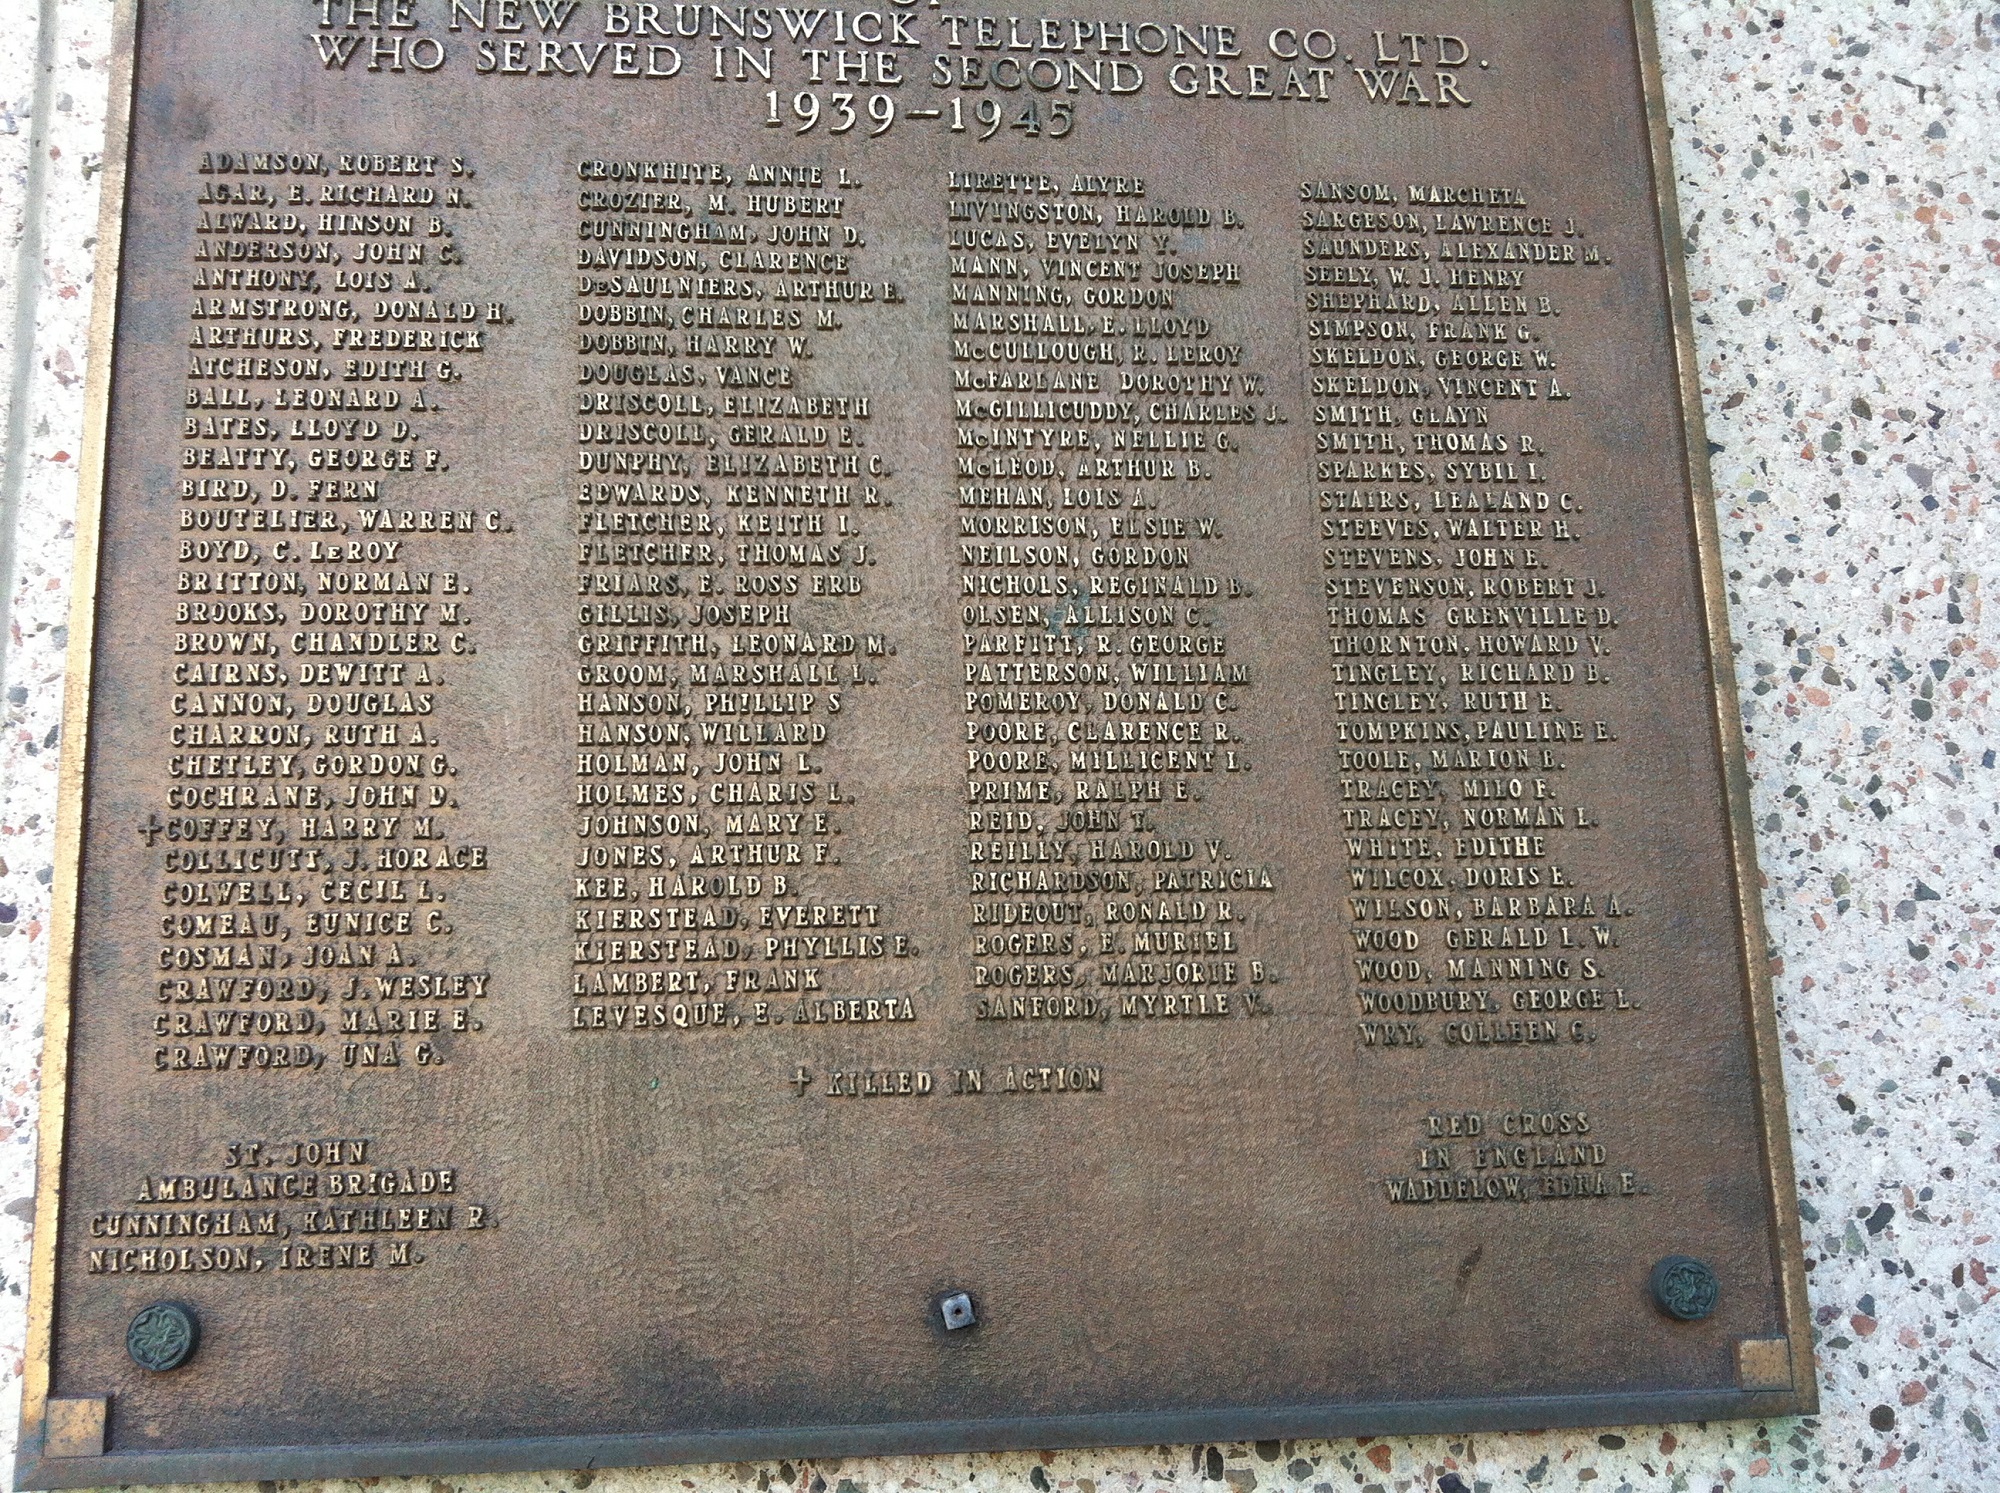 THE NEW BRUNSWICK TELEPHONE CO. LTD.
WHO SERVED IN THE SECOND GREAT WAR
1939-1945
ADAMSON, ROBERT S.
AGAR, E. RICHARD N.
ALWARD, HINSON B.
ANDERSON, JOHN C.
ANTHONY, LOIS A.
ARMSTRONG, DONALD H.
ARTHURS, FREDERICK
ATCHESON, EDITH G.
BALL, LEONARD A.
BATES, LLOYD D.
BEATTY, GEORGE F.
BIRD, D. FERN
BOUTELIER, WARREN C.
BOYD, C. LEROY
BRITTON, NORMAN E.
BROOKS, DOROTHY M.
BROWN, CHANDLER C.
CAIRNS, DEWITT A.
CANNON, DOUGLAS
CHARRON, RUTH A.
CHETLEY, GORDON G.
COCHRANE, JOHN D.
✝COFFEY, HARRY M.
COLLICUTT, J. HORACE
COLWELL, CECIL L.
COMEAU, EUNICE C.
COSMAN, JOAN A.
CRAWFORD, J. WESLEY
CRAWFORD, MARIE E.
CRAWFORD, UNA G.
CRONKHITE, ANNIE L.
CROZIER, M. HUBERT
CUNNINGHAM, JOHN D.
DAVIDSON, CLARENCE
DeSAULNIERS, ARTHUR E.
DOBBIN, CHARLES M.
DOBBIN, HARRY W.
DOUGLAS, VANCE
DRISCOLL, ELIZABETH
DRISCOLL, GERALD E.
DUNPHY, ELIZABETH C.
EDWARDS, KENNETH R.
FLETCHER, KEITH I.
FLETCHER, THOMAS J.
FRIARS, E. ROSS ERB
GILLIS, JOSEPH
GRIFFITH, LEONARD M.
GROOM, MARSHALL L.
HANSON, PHILLIP S
HANSON, WILLARD
HOLMAN, JOHN L.
HOLMES, CHARIS L.
JOHNSON, MARY E.
JONES, ARTHUR F.
KEE, HAROLD B.
KIERSTEAD, EVERETT
KIERSTEAD, PHYLLIS E.
LAMBERT, FRANK
LEVESQUE, E. ALBERTA
LIRETTE, ALYRE
LIVINGSTON, HAROLD B.
LUCAS, EVELYN Y.
MANN, VINCENT JOSEPH
MANNING, GORDON
MARSHALL, E. LLOYD
McCULLOUGH, R. LEROY
McFARLANE DOROTHY W.
McGILLICUDDY, CHARLES J.
McINTYRE, NELLIE G.
McLEOD, ARTHUR B.
MEHAN, LOIS A.
MORRISON, ELSIE W.
NEILSON, GORDON
NICHOLS, REGINALD B.
OLSEN, ALLISON C.
PARFITT, R. GEORGE
PATTERSON, WILLIAM
POMEROY, DONALD C.
POORE, CLARENCE R.
POORE, MILLICENT I.
PRIME, RALPH E.
REID, JOHN T.
REILLY, HAROLD V.
RICHARDSON, PATRICIA
RIDEOUT, RONALD R.
ROGERS, E. MURIEL
ROGERS, MARJORIE B.
SANFORD, MYRTLE V.
SANSOM, MARCHETA
SARGESON, LAWRENCE J.
SAUNDERS, ALEXANDER M.
SEELY, W. J. HENRY
SHEPHARD, ALLEN B.
SIMPSON, FRANK G.
SKELDON, GEORGE W.
SKELDON, VINCENT A.
SMITH, GLAYN
SMITH, THOMAS R.
SPARKES, SYBIL I.
STAIRS, LEALAND C.
STEEVES, WALTER H.
STEVENS, JOHN E.
STEVENSON, ROBERT J.
THOMAS GRENVILLE D.
THORNTON, HOWARD V.
TINGLEY, RICHARD B.
TINGLEY, RUTH E.
TOMPKINS, PAULINE E.
TOOLE, MARION B.
TRACEY, MILO F.
TRACEY, NORMAN L.
WHITE, EDITHE
WILCOX, DORIS E.
WILSON, BARBARA A.
WOOD GERALD L. W.
WOOD, MANNING S.
WOODBURY, GEORGE L.
WRY, COLLEEN C.
✝ KILLED IN ACTION
ST. JOHN
AMBULANCE BRIGADE
CUNNINGHAM, KATHLEEN R.
NICHOLSON, IRENE M.
RED CROSS
IN ENGLAND
WADDELOW, EDNA E.